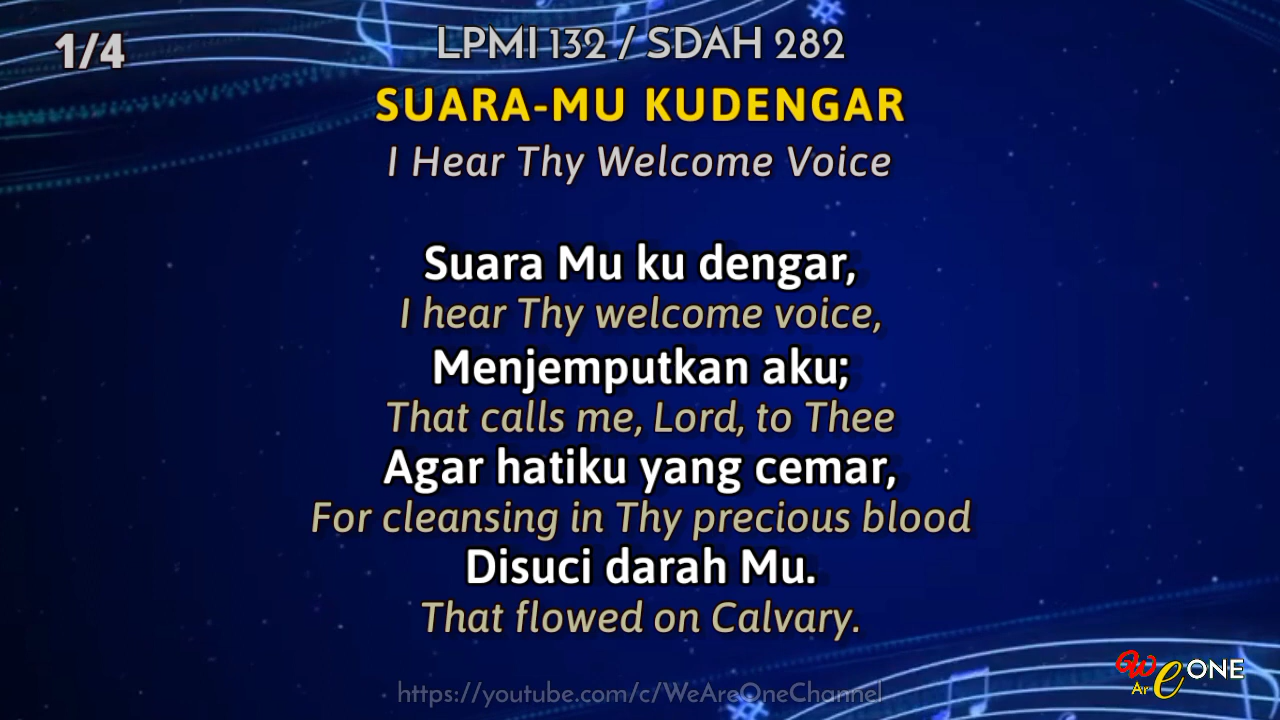 1/4
LPMI 132 / SDAH 282
SUARA-MU KUDENGAR
I Hear Thy Welcome Voice
Suara Mu ku dengar,
I hear Thy welcome voice,
Menjemputkan aku;
That calls me, Lord, to Thee
Agar hatiku yang cemar,
For cleansing in Thy precious blood
Disuci darah Mu.
That flowed on Calvary.
We Are ONE
https://youtube.com/c/WeAreOneChannel